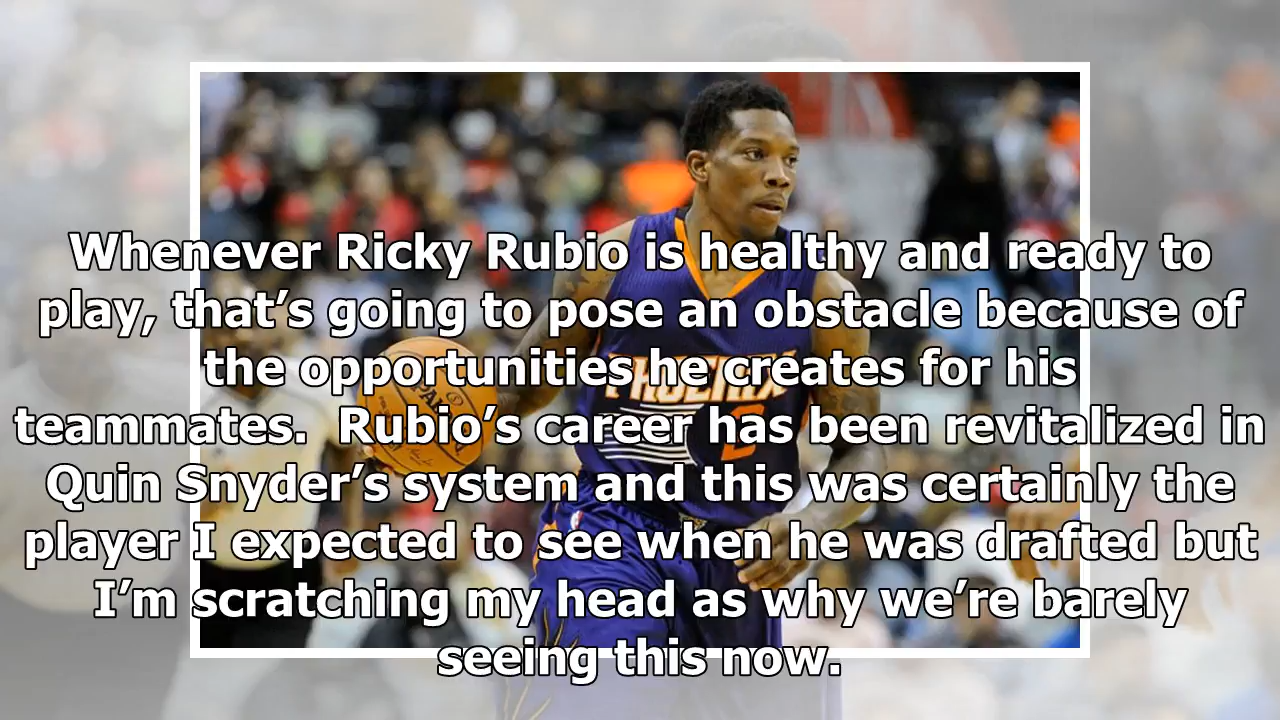 Whenever Ricky Rubio is healthy and ready to
play, that’s going to pose an obstacle because of
the opportunities he creates for his
teammates.  Rubio’s career has been revitalized in
Quin Snyder’s system and this was certainly the
player I expected to see when he was drafted but
I’m scratching my head as why we’re barely
seeing this now.
PHOENIX
2